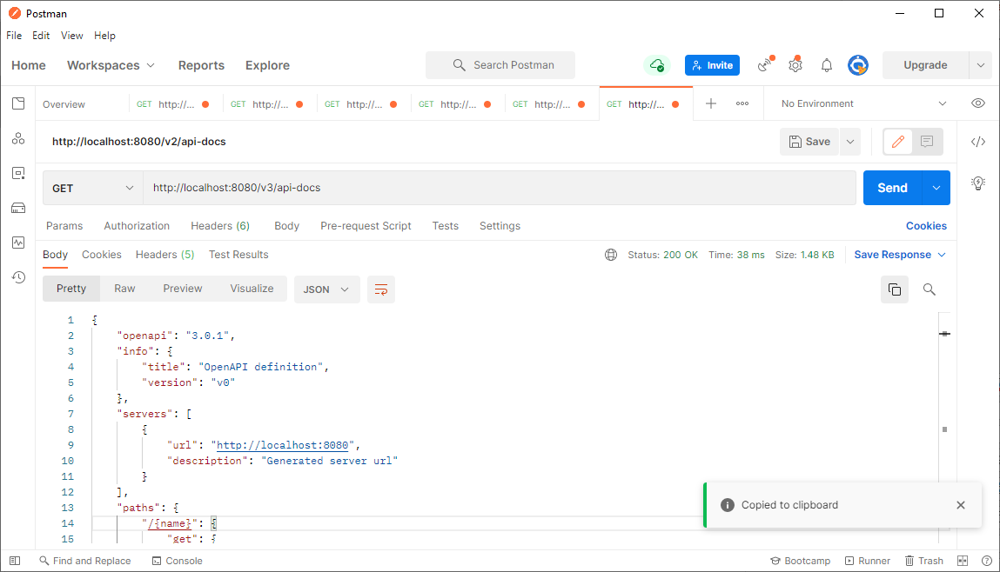 Postman
File Edit View Help
Home Workspaces Reports Explore Search Postman Invite Upgrade
Overview GET http://... GET http://... GET http://... GET http://... GET http://... GET http://... No Environment
http://localhost:8080/v2/api-docs Save
GET http://localhost:8080/v3/api-docs Send
Params Authorization Headers (6) Body Pre-request Script Tests Settings Cookies
Body Cookies Headers (5) Test Results Status: 200 OK Time: 38 ms Size: 1.48 KB Save Response
Pretty Raw Preview Visualize JSON
1 {
2 "openapi": "3.0.1",
3 "info": {
4 "title": "OpenAPI definition",
5 "version": "v0"
6 },
7 "servers": [
8 {
9 "url": "http://localhost:8080",
10 "description": "Generated server url"
11 }
12 ],
13 "paths": {
14 "/{name}": {
15 "get": {
Copied to clipboard
Find and Replace Console Bootcamp Runner Trash